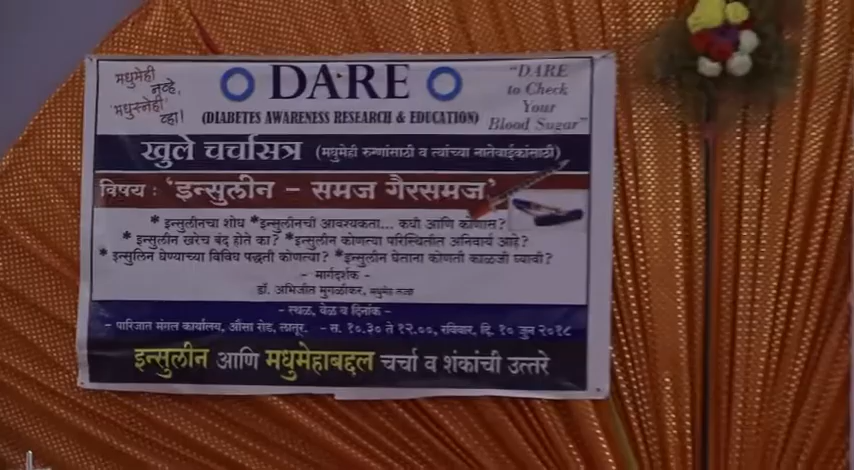 मधुमेही
नव्हे,
'मधुस्नेही'
व्हा!
DARE
(DIABETES AWARENESS RESEARCH & EDUCATION)
"DARE
to Check
Your
Blood Sugar"
खुले चर्चासत्र (मधुमेही रुग्णांसाठी व त्यांच्या नातेवाईकांसाठी)
विषय : 'इन्सुलीन - समज गैरसमज'
* इन्सुलीनचा शोध *इन्सुलीनची आवश्यकता... कधी आणि कोणास?
* इन्सुलीन खरेच बंद होते का? *इन्सुलीन कोणत्या परिस्थितीत अनिवार्य आहे?
* इन्सुलिन घेण्याच्या विविध पद्धती कोणत्या? * इन्सुलीन घेताना कोणती काळजी घ्यावी?
- मार्गदर्शक -
डॉ. अभिजीत मुगळीकर, मधुमेह तज्ञ
- स्थळ, वेळ व दिनांक -
- पारिजात मंगल कार्यालय, औसा रोड, लातूर. - स. १०.३० ते १२.००, रविवार, दि. १० जुन २०१८
इन्सुलीन आणि मधुमेहाबद्दल चर्चा व शंकांची उत्तरे